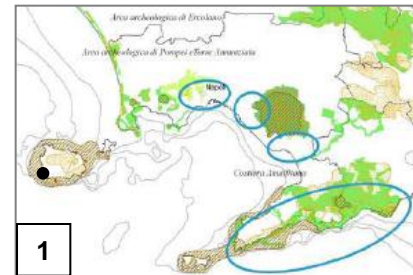 Area archeologica di Ercolano
Area archeologica di Pompei e Torre Annunziata
Napoli
Costiera Amalfitana
1